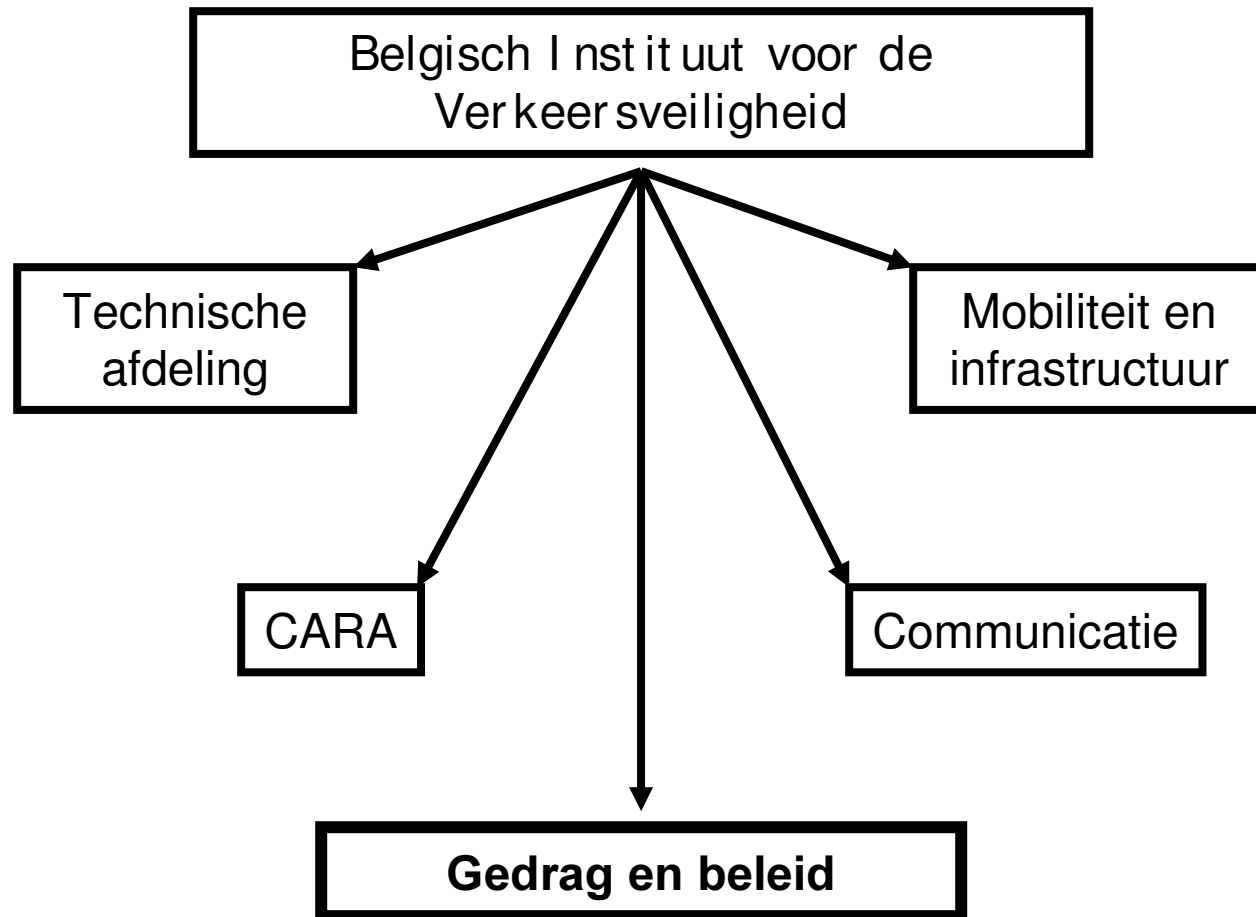 Belgisch Instituut voor de
Verkeersveiligheid
Technische
afdeling
Mobiliteit en
infrastructuur
CARA
Communicatie
Gedrag en beleid